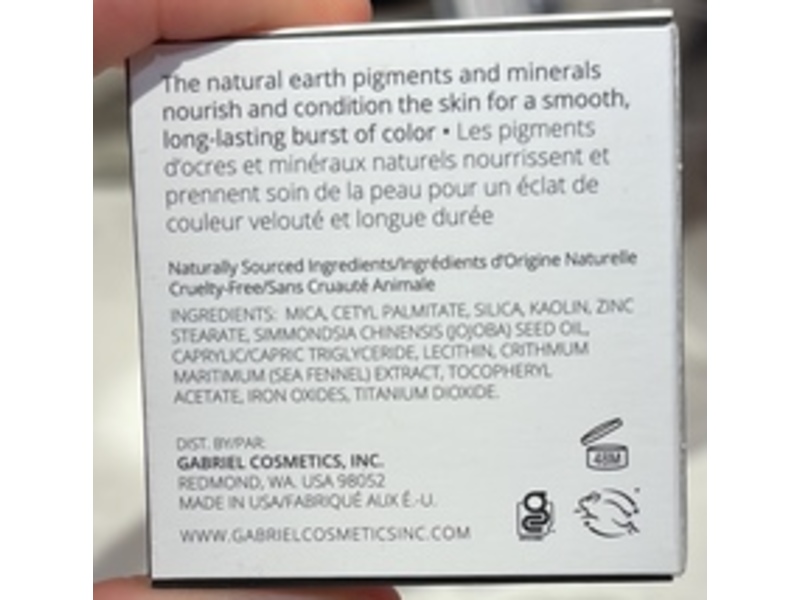 The natural earth pigments and minerals
nourish and condition the skin for a smooth,
long-lasting burst of color • Les pigments
d'ocres et minéraux naturels nourrissent et
prennent soin de la peau pour un éclat de
couleur velouté et longue durée
Naturally Sourced Ingredients/Ingrédients d'Origine Naturelle
Cruelty-Free/Sans Cruauté Animale
INGREDIENTS: MICA, CETYL PALMITATE, SILICA, KAOLIN, ZINC
STEARATE, SIMMONDSIA CHINENSIS (JOJOBA) SEED OIL,
CAPRYLIC/CAPRIC TRIGLYCERIDE, LECITHIN, CRITHMUM
MARITIMUM (SEA FENNEL) EXTRACT, TOCOPHERYL
ACETATE, IRON OXIDES, TITANIUM DIOXIDE.
DIST. BY/PAR:
GABRIEL COSMETICS, INC.
REDMOND, WA. USA 98052
MADE IN USA/FABRIQUÉ AUX É.-U.
WWW.GABRIELCOSMETICSINC.COM
48M